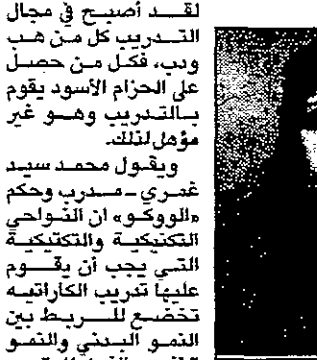 لقد أصبح في مجال
التدريب كل من هب
ودب، فكل من حصل
على الحزام الأسود يقوم
بالتدريب وهو غير
مؤهل لذلك.
ويقول محمد سيد
غمري - مدرب وحكم
«الووكو» ان النواحي
التكنيكية والتكتيكية
التي يجب أن يقوم
عليها تدريب الكاراتيه
تخضع للربط بين
النمو البدني والنمو